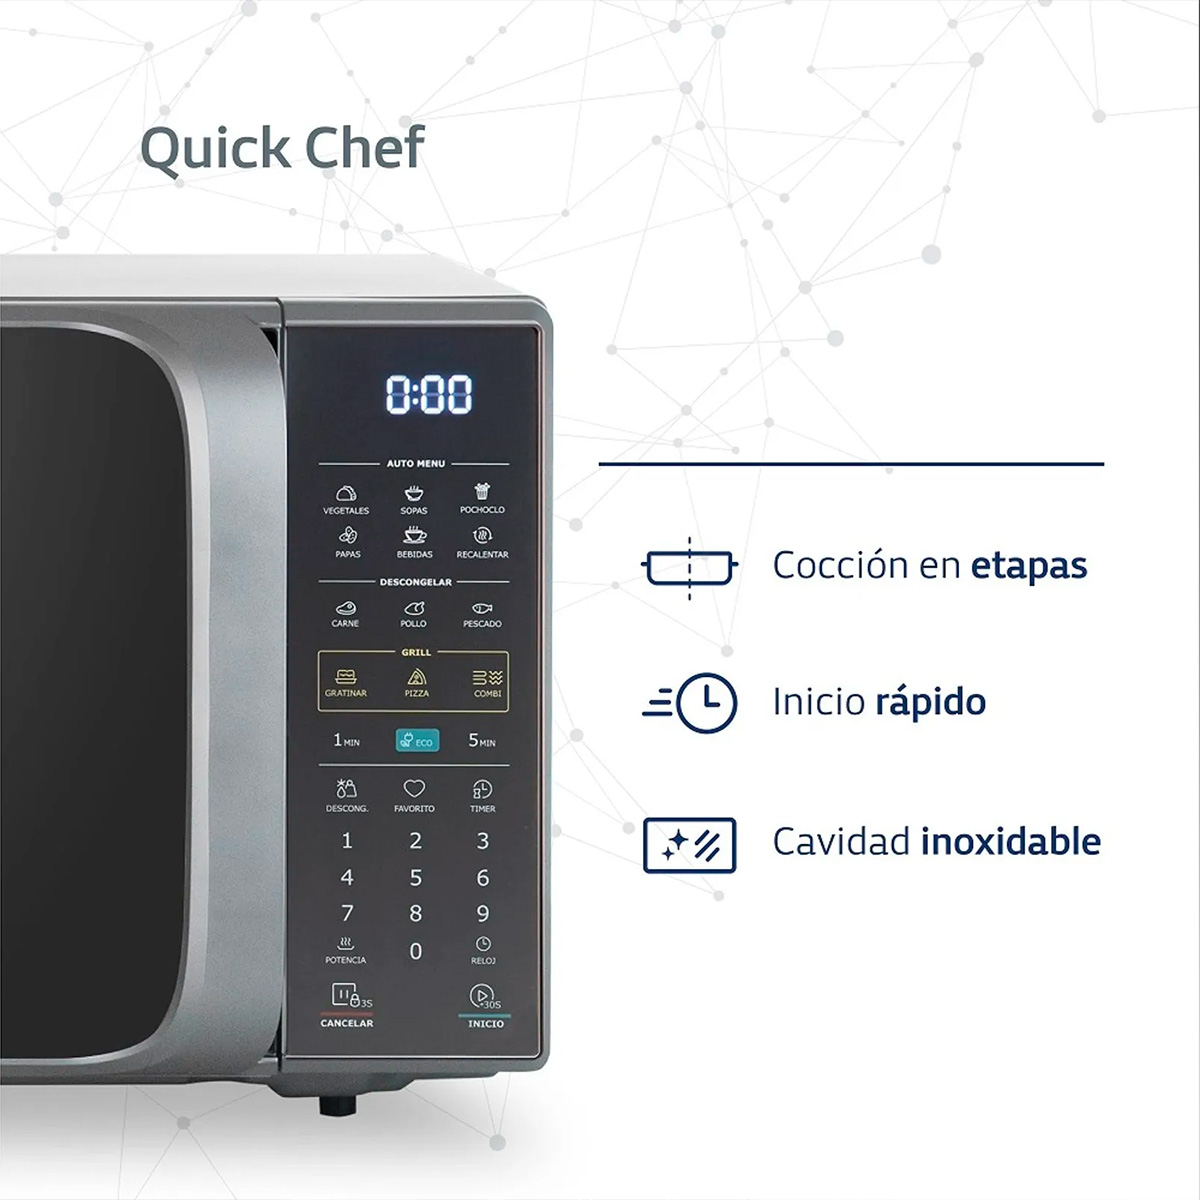 Quick Chef
0:00
AUTO MENU
VEGETALES SOPAS POCHOCLO
PAPAS BEBIDAS RECALENTAR
DESCONGELAR
CARNE POLLO PESCADO
GRILL
GRATINAR PIZZA COMBI
1 MIN ECO 5 MIN
DESCONG. FAVORITO TIMER
1 2 3
4 5 6
7 8 9
POTENCIA 0 RELOJ
3S +30S
CANCELAR INICIO
Cocción en etapas
Inicio rápido
Cavidad inoxidable